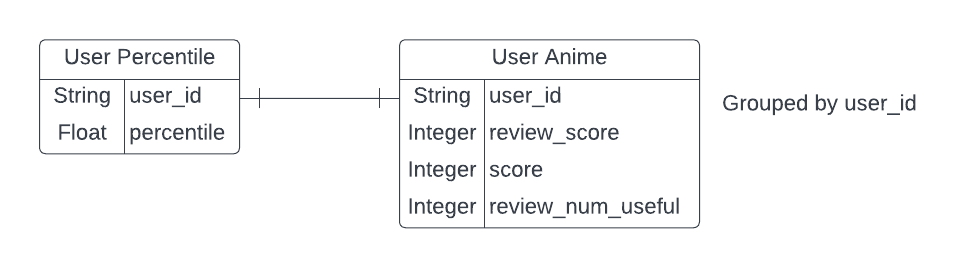 User Percentile
String user_id
Float percentile
User Anime
String user_id
Integer review_score
Integer score
Integer review_num_useful
Grouped by user_id